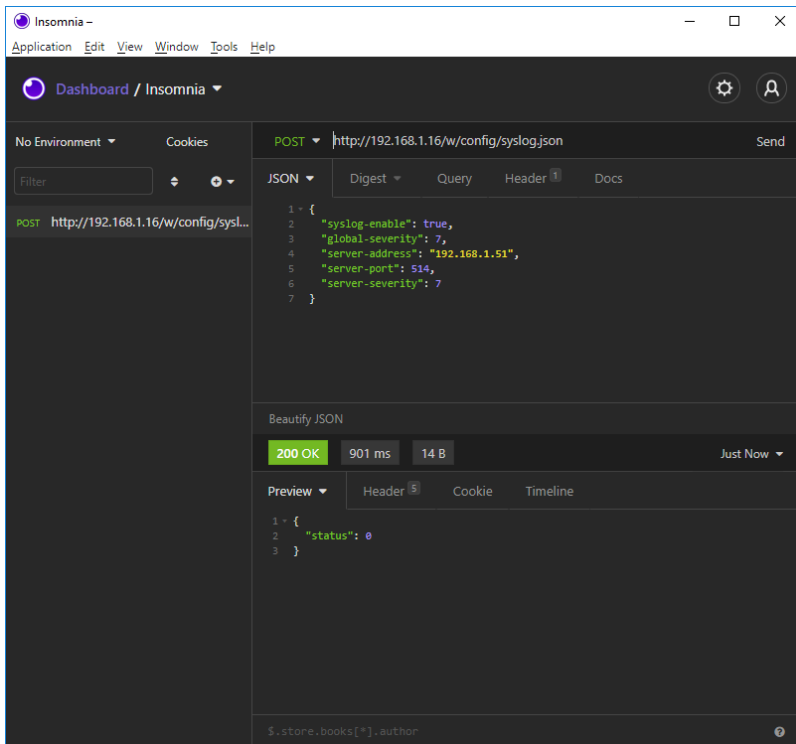 Insomnia –
Application Edit View Window Tools Help
Dashboard / Insomnia
No Environment Cookies
Filter
POST http://192.168.1.16/w/config/sysl...
POST http://192.168.1.16/w/config/syslog.json Send
JSON Digest Query Header 1 Docs
1 {
2 "syslog-enable": true,
3 "global-severity": 7,
4 "server-address": "192.168.1.51",
5 "server-port": 514,
6 "server-severity": 7
7 }
Beautify JSON
200 OK 901 ms 14 B Just Now
Preview Header 5 Cookie Timeline
1 {
2 "status": 0
3 }
$.store.books[*].author